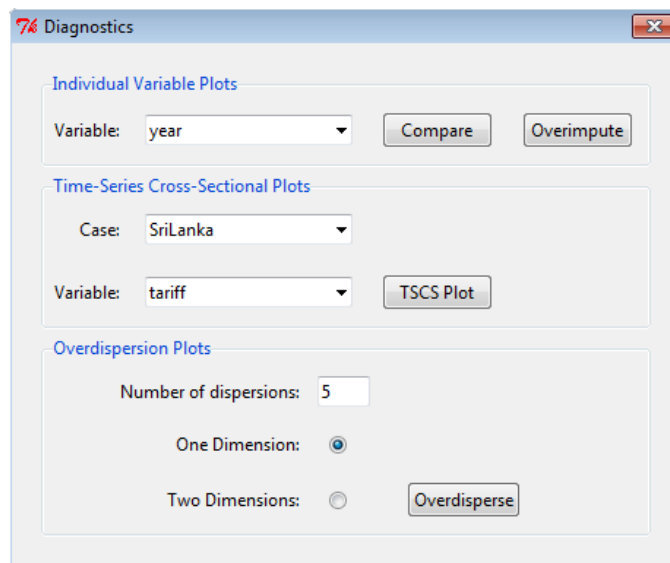 Diagnostics
Individual Variable Plots
Variable: year Compare Overimpute
Time-Series Cross-Sectional Plots
Case: SriLanka
Variable: tariff TSCS Plot
Overdispersion Plots
Number of dispersions: 5
One Dimension:
Two Dimensions: Overdisperse